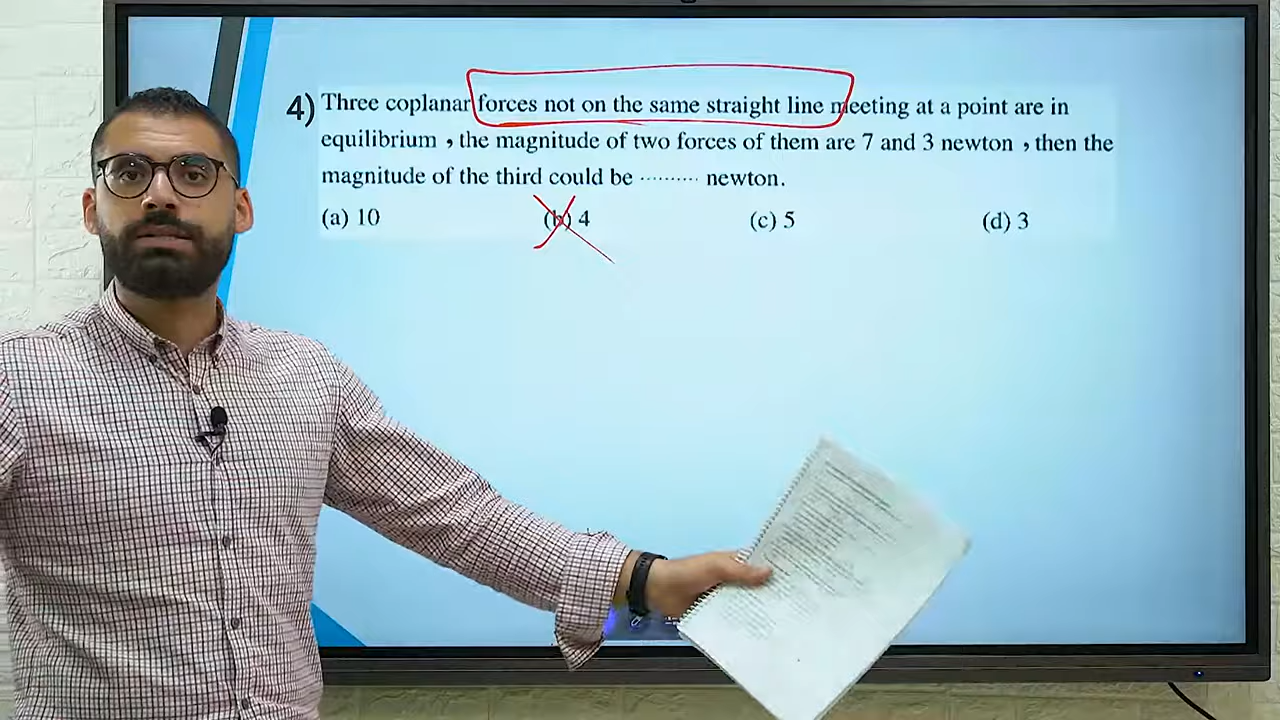 4) Three coplanar forces not on the same straight line meeting at a point are in
equilibrium , the magnitude of two forces of them are 7 and 3 newton , then the
magnitude of the third could be .......... newton.
(a) 10 (b) 4 (c) 5 (d) 3